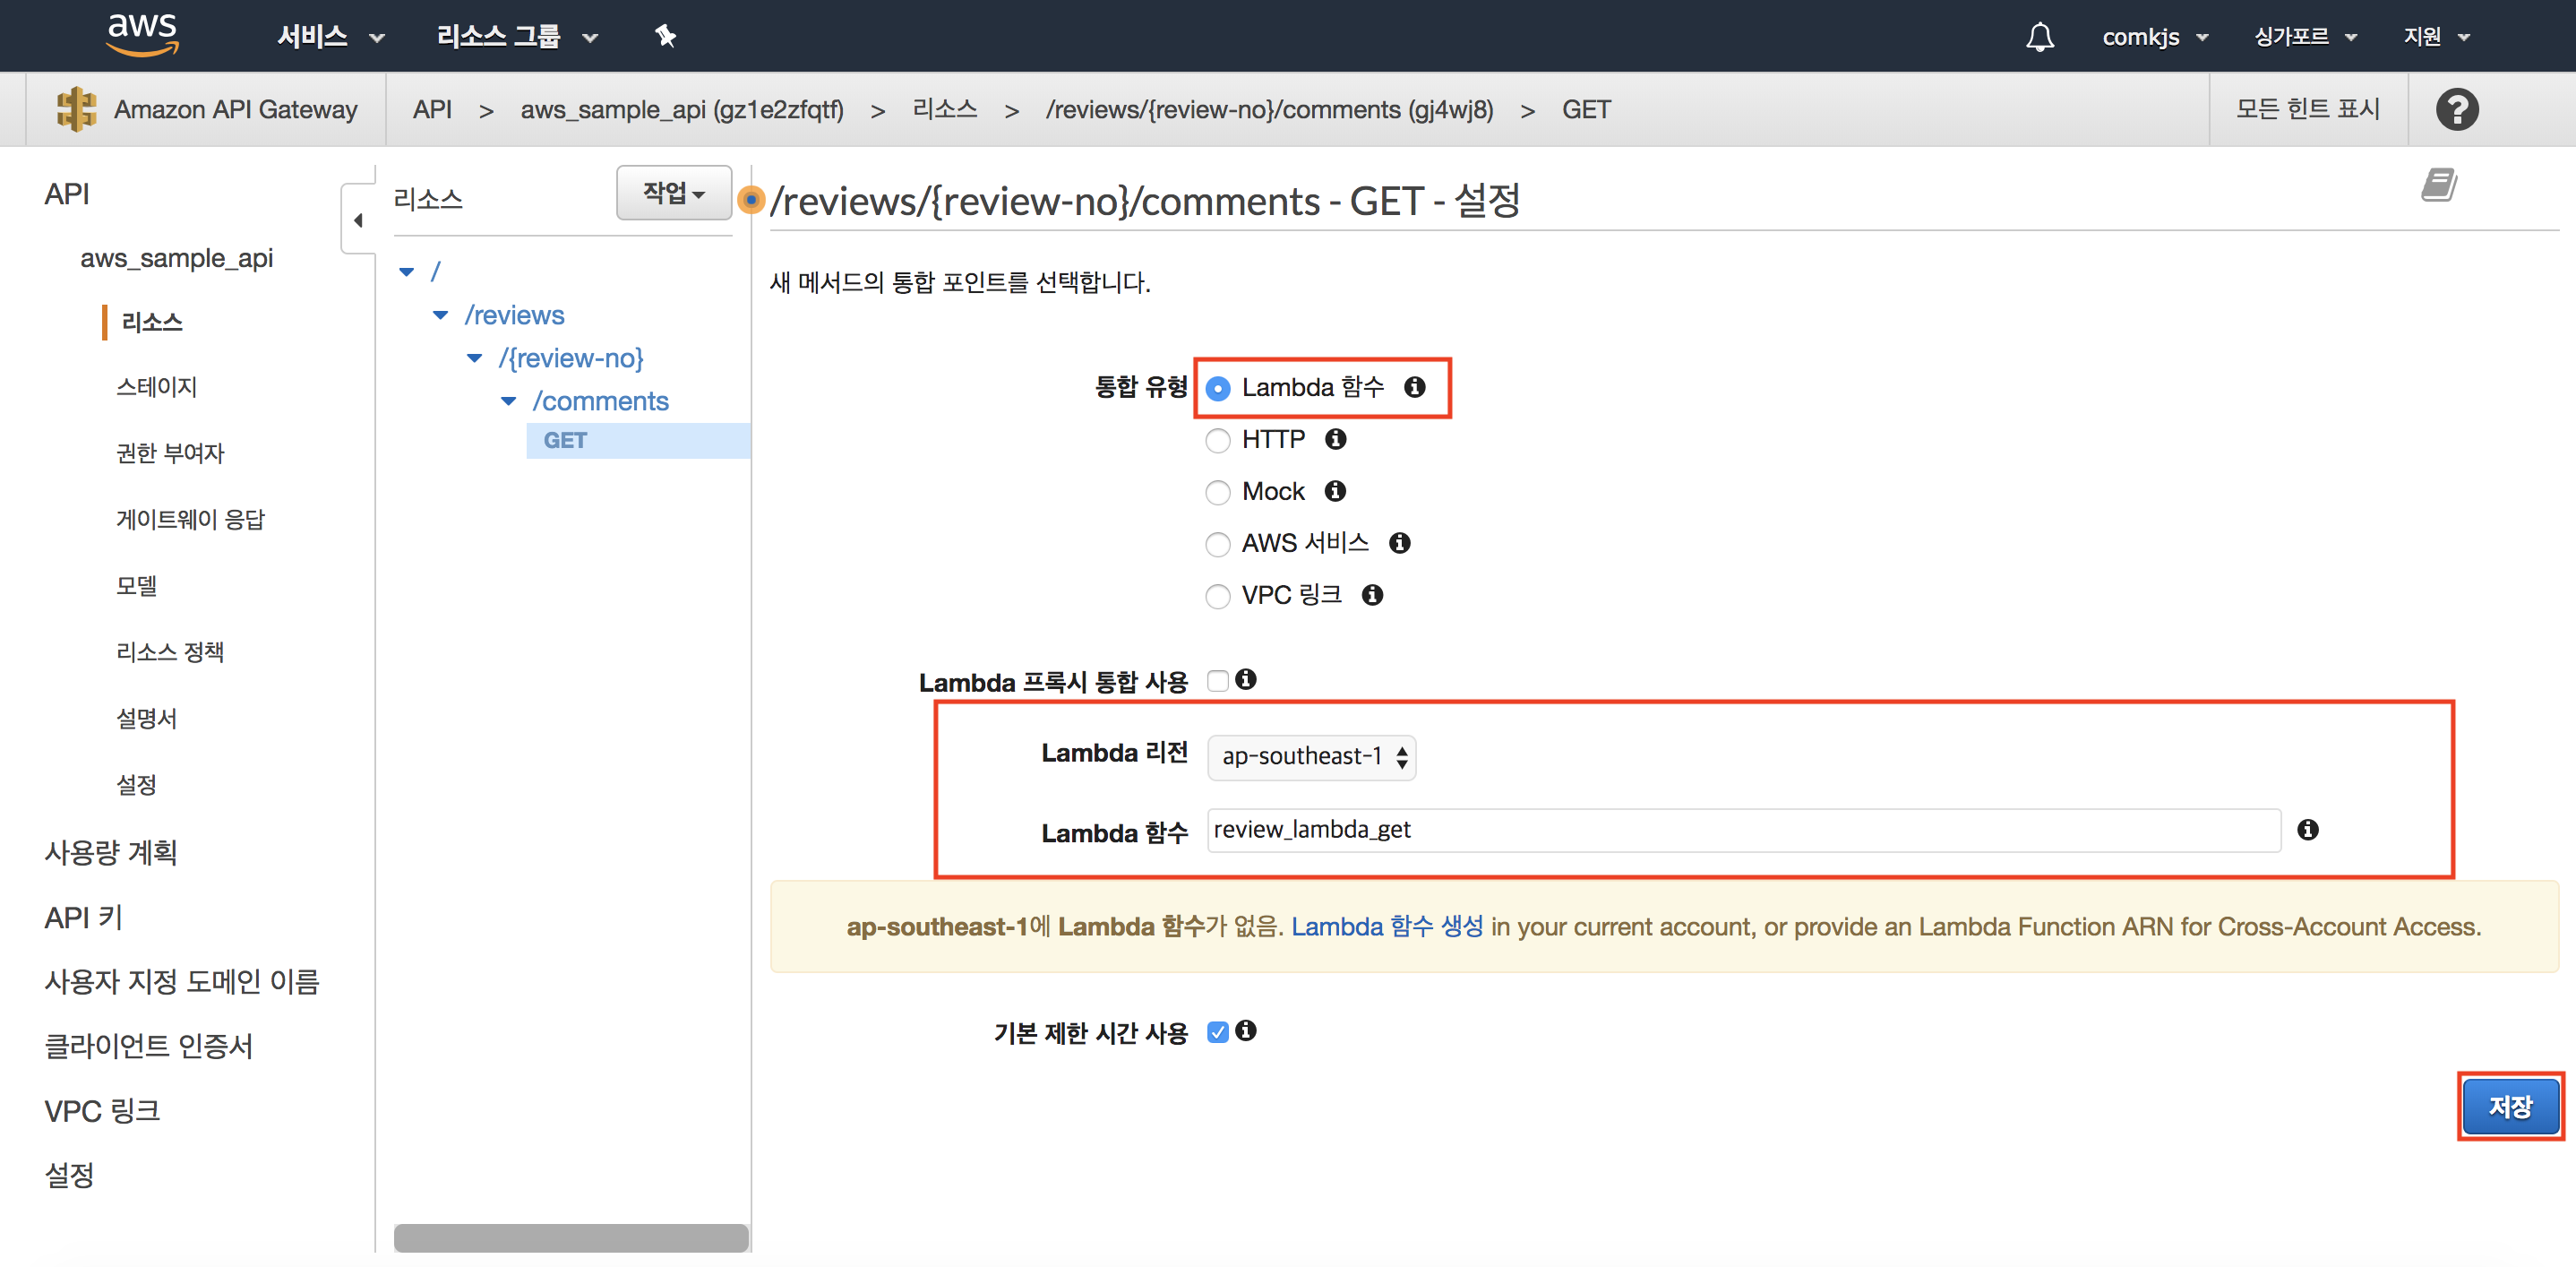 aws 서비스 리소스 그룹 comkjs 싱가포르 지원
Amazon API Gateway API > aws_sample_api (gz1e2zfqtf) > 리소스 > /reviews/{review-no}/comments (gj4wj8) > GET 모든 힌트 표시 ?
API
aws_sample_api
리소스
스테이지
권한 부여자
게이트웨이 응답
모델
리소스 정책
설명서
설정
사용량 계획
API 키
사용자 지정 도메인 이름
클라이언트 인증서
VPC 링크
설정
리소스 작업
/
/reviews
/{review-no}
/comments
GET
/reviews/{review-no}/comments - GET - 설정
새 메서드의 통합 포인트를 선택합니다.
통합 유형 Lambda 함수
HTTP
Mock
AWS 서비스
VPC 링크
Lambda 프록시 통합 사용
Lambda 리전 ap-southeast-1
Lambda 함수 review_lambda_get
ap-southeast-1에 Lambda 함수가 없음. Lambda 함수 생성 in your current account, or provide an Lambda Function ARN for Cross-Account Access.
기본 제한 시간 사용
저장